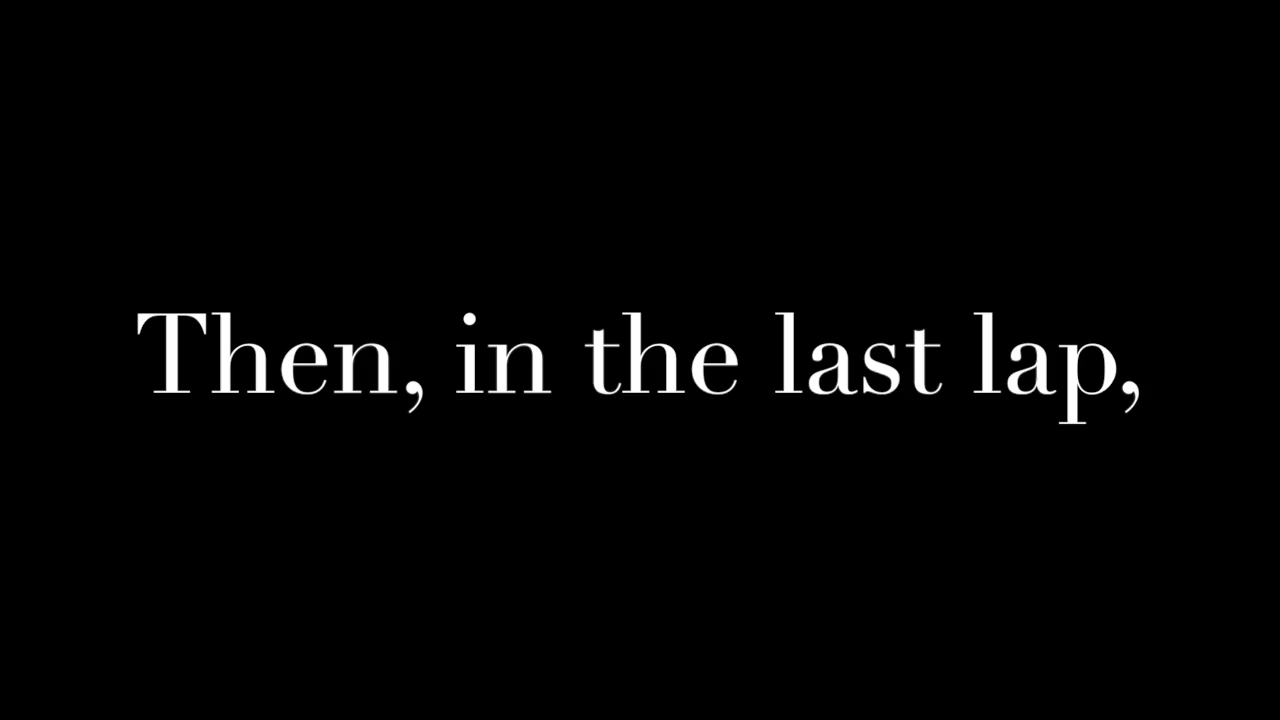 Then, in the last lap,